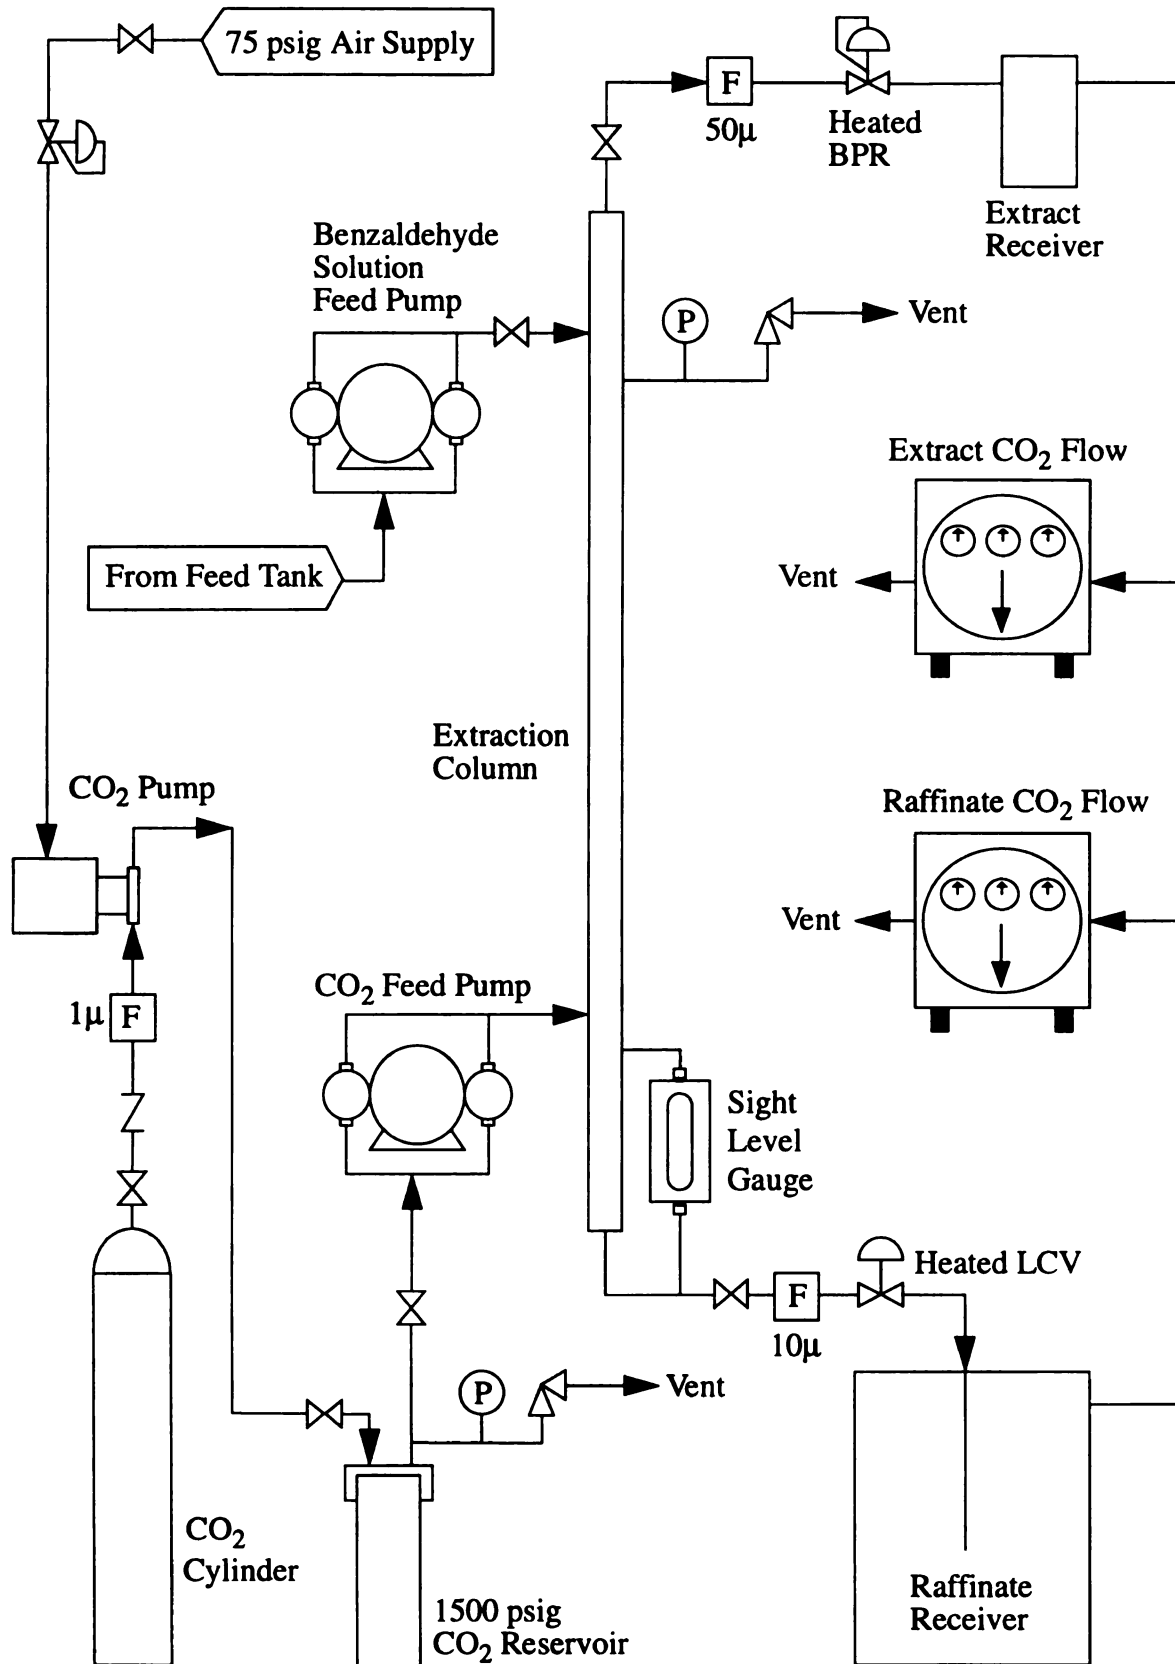 75 psig Air Supply
F
50μ
Heated
BPR
Extract
Receiver
Benzaldehyde
Solution
Feed Pump
P
Vent
Extract CO₂ Flow
From Feed Tank
Vent
Extraction
Column
CO₂ Pump
Raffinate CO₂ Flow
Vent
CO₂ Feed Pump
1μ
F
Sight
Level
Gauge
Heated LCV
F
10μ
P
Vent
CO₂
Cylinder
1500 psig
CO₂ Reservoir
Raffinate
Receiver